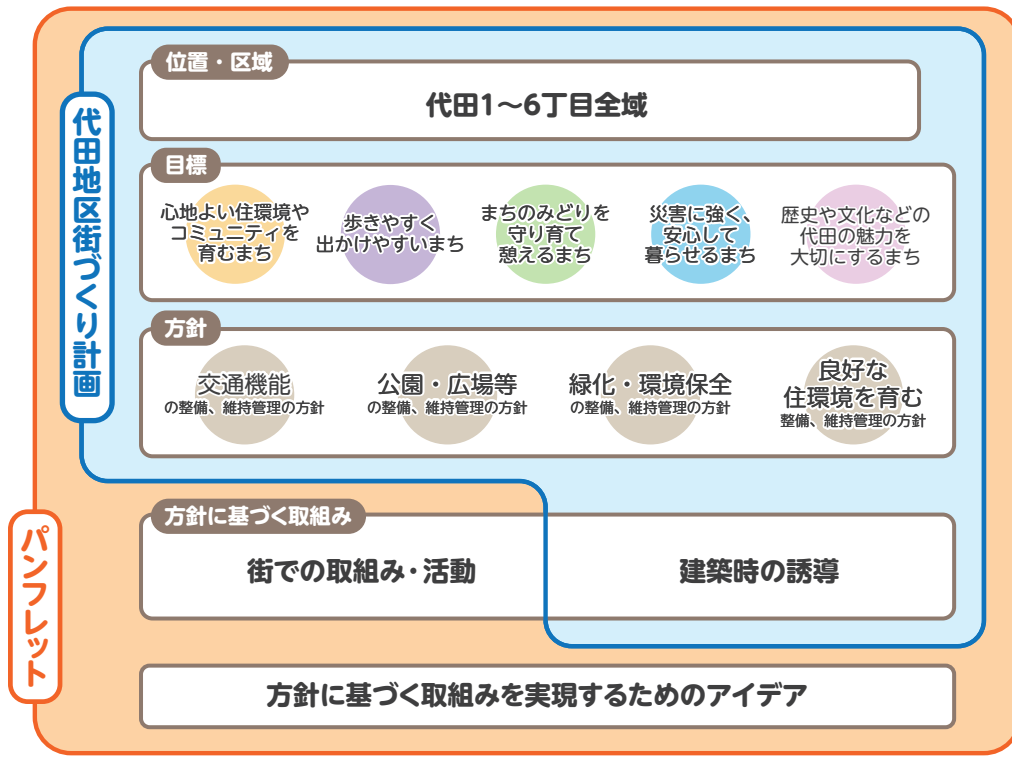 代田地区街づくり計画
位置・区域
代田1～6丁目全域
目標
心地よい住環境や
コミュニティを
育むまち
歩きやすく
出かけやすいまち
まちのみどりを
守り育て
憩えるまち
災害に強く、
安心して
暮らせるまち
歴史や文化などの
代田の魅力を
大切にするまち
方針
交通機能
の整備、維持管理の方針
公園・広場等
の整備、維持管理の方針
緑化・環境保全
の整備、維持管理の方針
良好な
住環境を育む
整備、維持管理の方針
パンフレット
方針に基づく取組み
街での取組み・活動
建築時の誘導
方針に基づく取組みを実現するためのアイデア